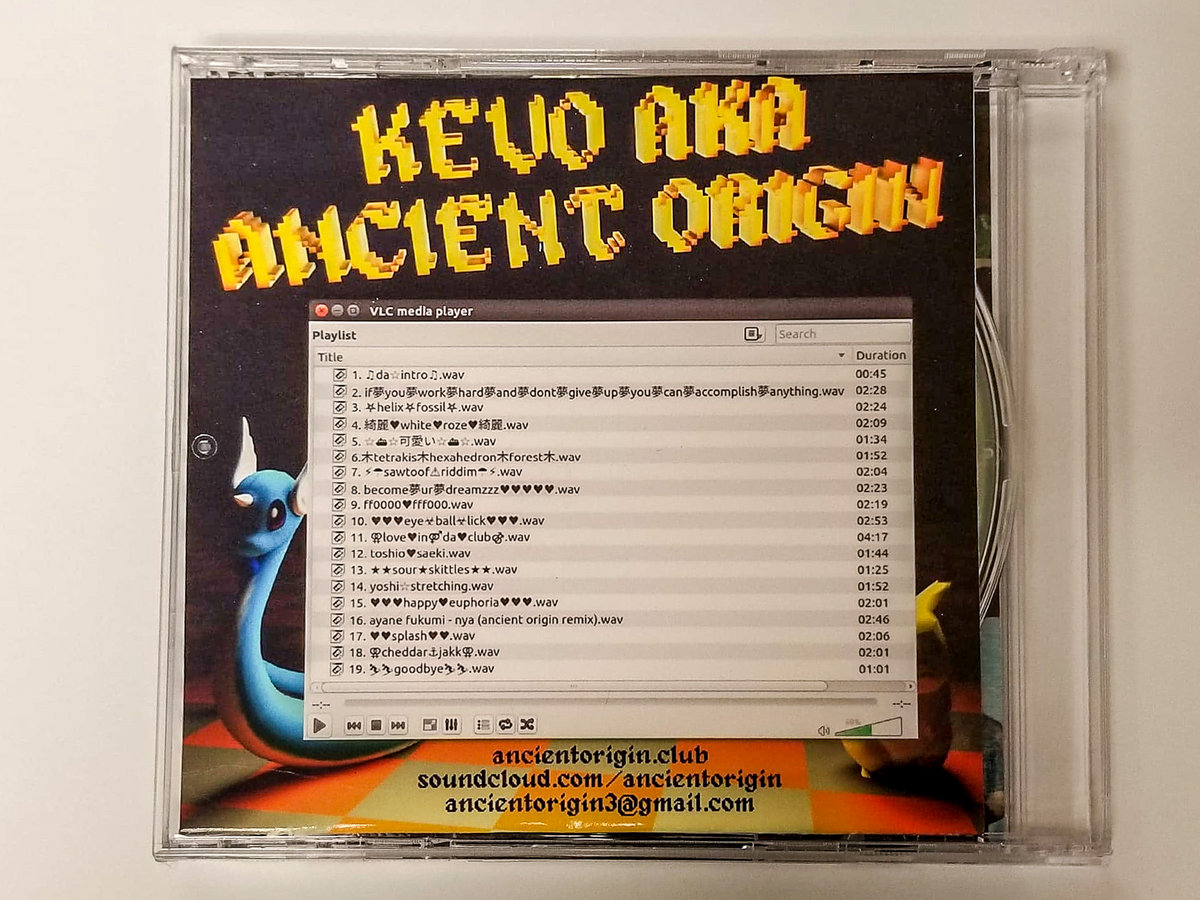 KEVO AKA
ANCIENT ORIGIN
VLC media player
Playlist Search
Title Duration
1. ♫da☆intro♫.wav 00:45
2. if夢you夢work夢hard夢and夢dont夢give夢up夢you夢can夢accomplish夢anything.wav 02:28
3. ⛧helix⛧fossil⛧.wav 02:24
4. 綺麗♥white♥roze♥綺麗.wav 02:09
5. ☆⛴☆可愛い☆⛴☆.wav 01:34
6.木tetrakis木hexahedron木forest木.wav 01:52
7. ⚡☂sawtoof⚠riddim☂⚡.wav 02:04
8. become夢ur夢dreamzzz♥♥♥♥♥.wav 02:23
9. ff0000♥fff000.wav 02:19
10. ♥♥♥eye☣ball☣lick♥♥♥.wav 02:53
11. ⚢love♥in⚤da♥club⚣.wav 04:17
12. toshio♥saeki.wav 01:44
13. ★★sour★skittles★★.wav 01:25
14. yoshi☆stretching.wav 01:52
15. ♥♥♥happy♥euphoria♥♥♥.wav 02:01
16. ayane fukumi - nya (ancient origin remix).wav 02:46
17. ♥♥splash♥♥.wav 02:06
18. ⚢cheddar⚓jakk⚢.wav 02:01
19. ⛷⛷goodbye⛷⛷.wav 01:01
ancientorigin.club
soundcloud.com/ancientorigin
ancientorigin3@gmail.com